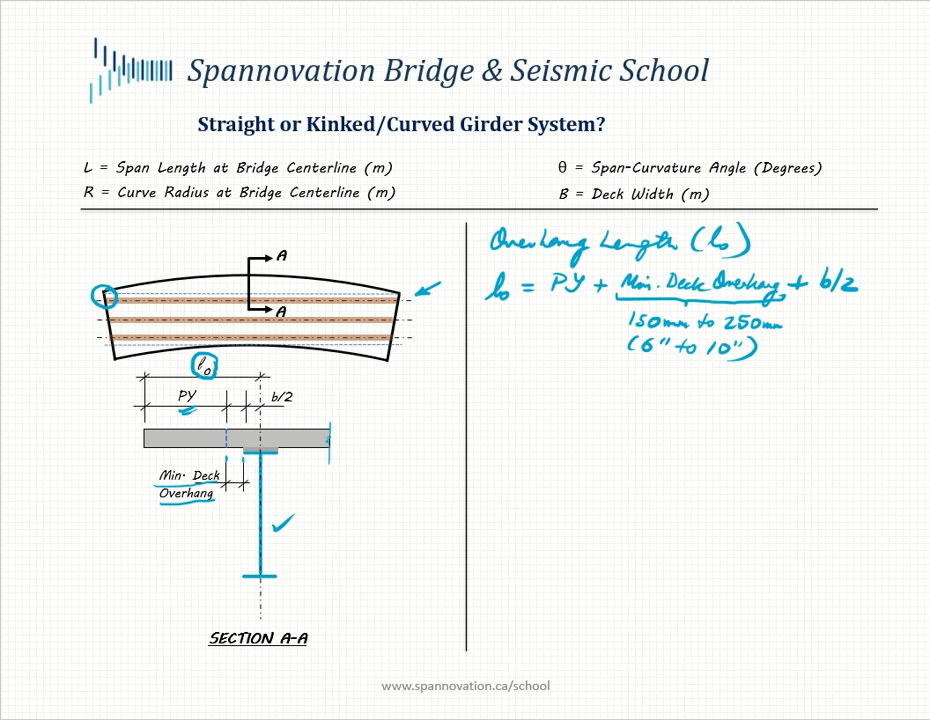 Spannovation Bridge & Seismic School
Straight or Kinked/Curved Girder System?
L = Span Length at Bridge Centerline (m)
R = Curve Radius at Bridge Centerline (m)
θ = Span-Curvature Angle (Degrees)
B = Deck Width (m)
A
A
lo
PY
b/2
Min. Deck
Overhang
SECTION A-A
Overhang Length (lo)
lo = PY + Min. Deck Overhang + b/2
150mm to 250mm
(6" to 10")
www.spannovation.ca/school